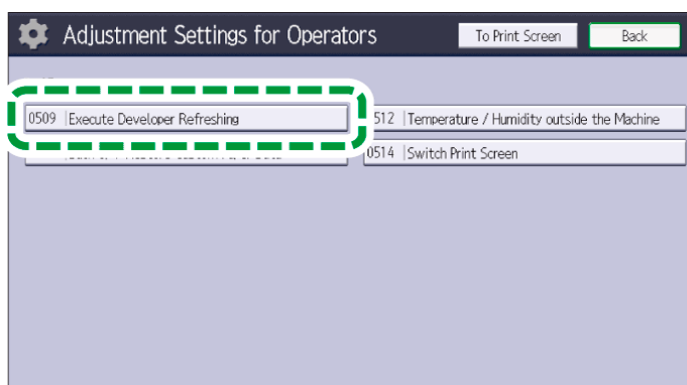 Adjustment Settings for Operators
To Print Screen
Back
0509 Execute Developer Refreshing
512 Temperature / Humidity outside the Machine
0514 Switch Print Screen